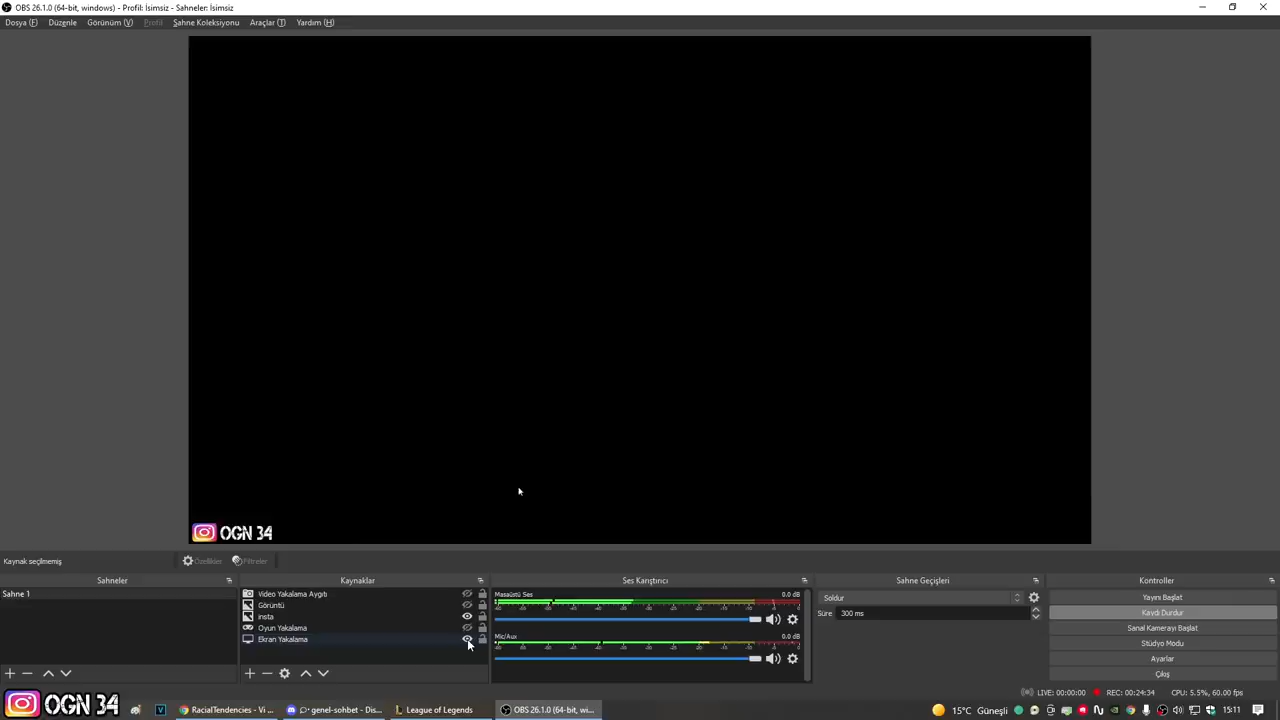 OBS 26.1.0 (64-bit, windows) - Profil: İsimsiz - Sahneler: İsimsiz
Dosya (F) Düzenle Görünüm (V) Profil Sahne Koleksiyonu Araçlar (T) Yardım (H)
OGN 34
Kaynak seçilmemiş Özellikler Filtreler
Sahneler Kaynaklar Ses Karıştırıcı Sahne Geçişleri Kontroller
Sahne 1
Video Yakalama Aygıtı
Görüntü
insta
Oyun Yakalama
Ekran Yakalama
Masaüstü Ses 0.0 dB
Mic/Aux 0.0 dB
Soldur
Süre 300 ms
Yayını Başlat
Kaydı Durdur
Sanal Kamerayı Başlat
Stüdyo Modu
Ayarlar
Çıkış
LIVE: 00:00:00 REC: 00:24:34 CPU: 5.5%, 60.00 fps
OGN 34
RacialTendencies - Vi ... genel-sohbet - Dis... League of Legends OBS 26.1.0 (64-bit, wi... 15°C Güneşli 15:11